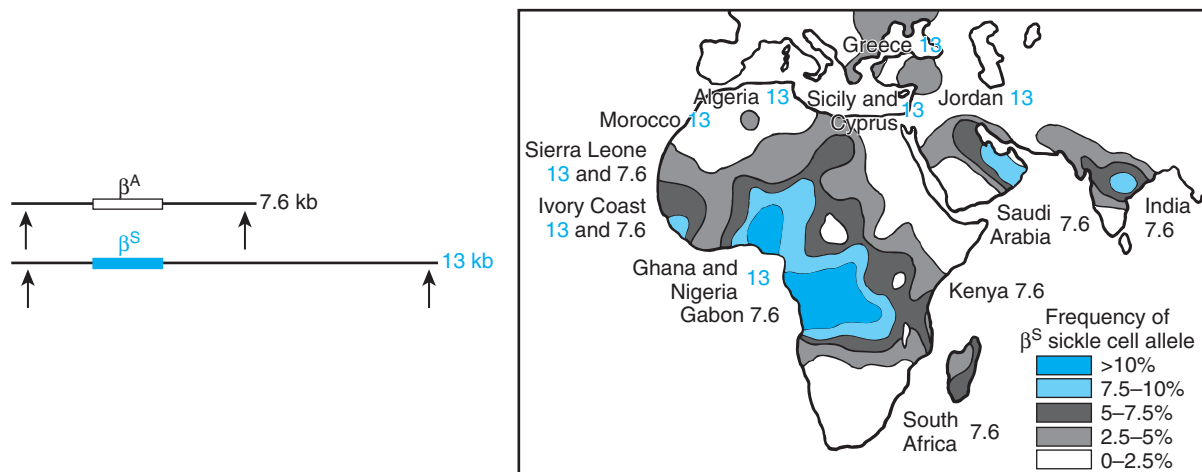 βA
7.6 kb
βS
13 kb
Greece 13
Algeria 13
Sicily and
Cyprus 13
Jordan 13
Morocco 13
Sierra Leone
13 and 7.6
Ivory Coast
13 and 7.6
Saudi
Arabia 7.6
India
7.6
Ghana and
Nigeria 13
Gabon 7.6
Kenya 7.6
South
Africa 7.6
Frequency of
βS sickle cell allele
>10%
7.5–10%
5–7.5%
2.5–5%
0–2.5%